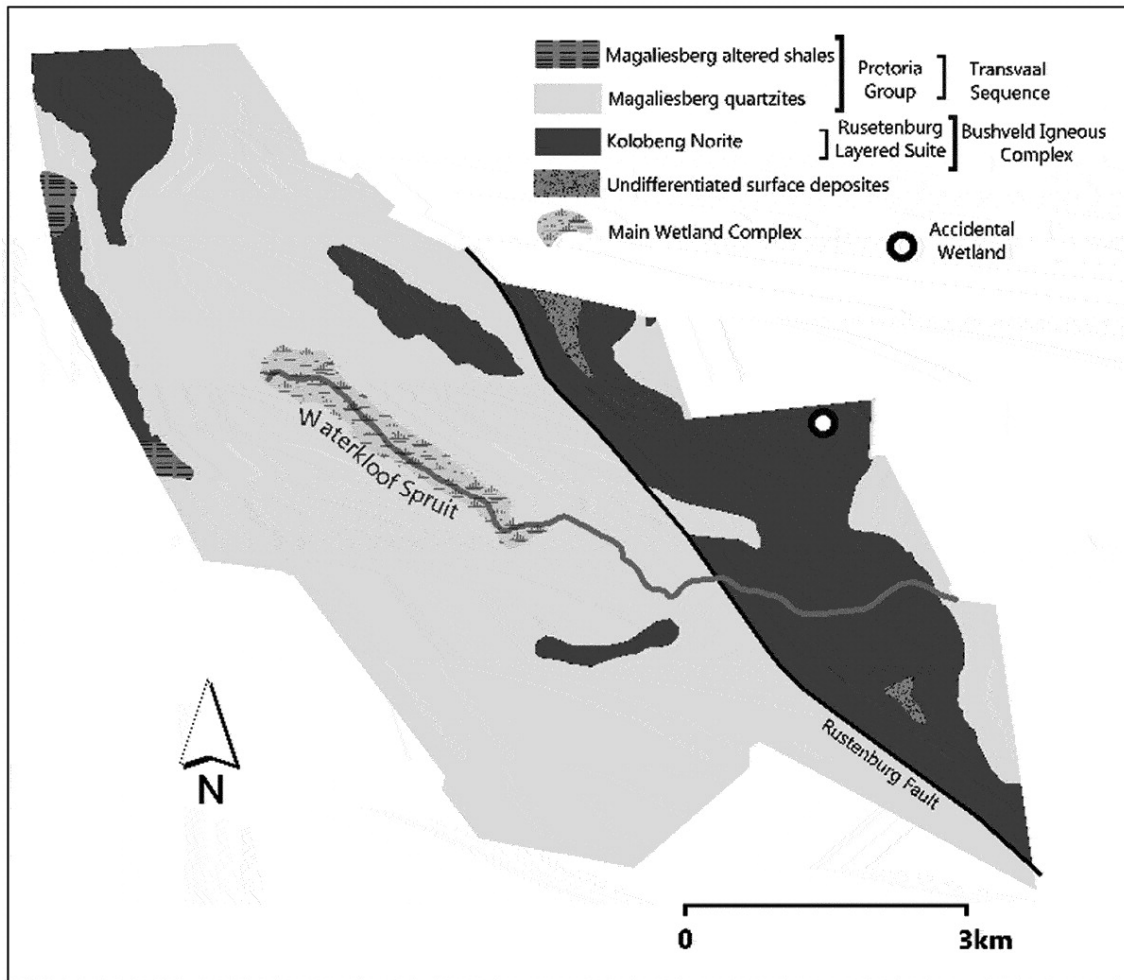 Magaliesberg altered shales
Magaliesberg quartzites
Kolobeng Norite
Undifferentiated surface deposites
Main Wetland Complex
Pretoria
Group
Transvaal
Sequence
Rusetenburg
Layered Suite
Bushveld Igneous
Complex
Accidental
Wetland
Waterkloof Spruit
Rustenburg Fault
N
0
3km